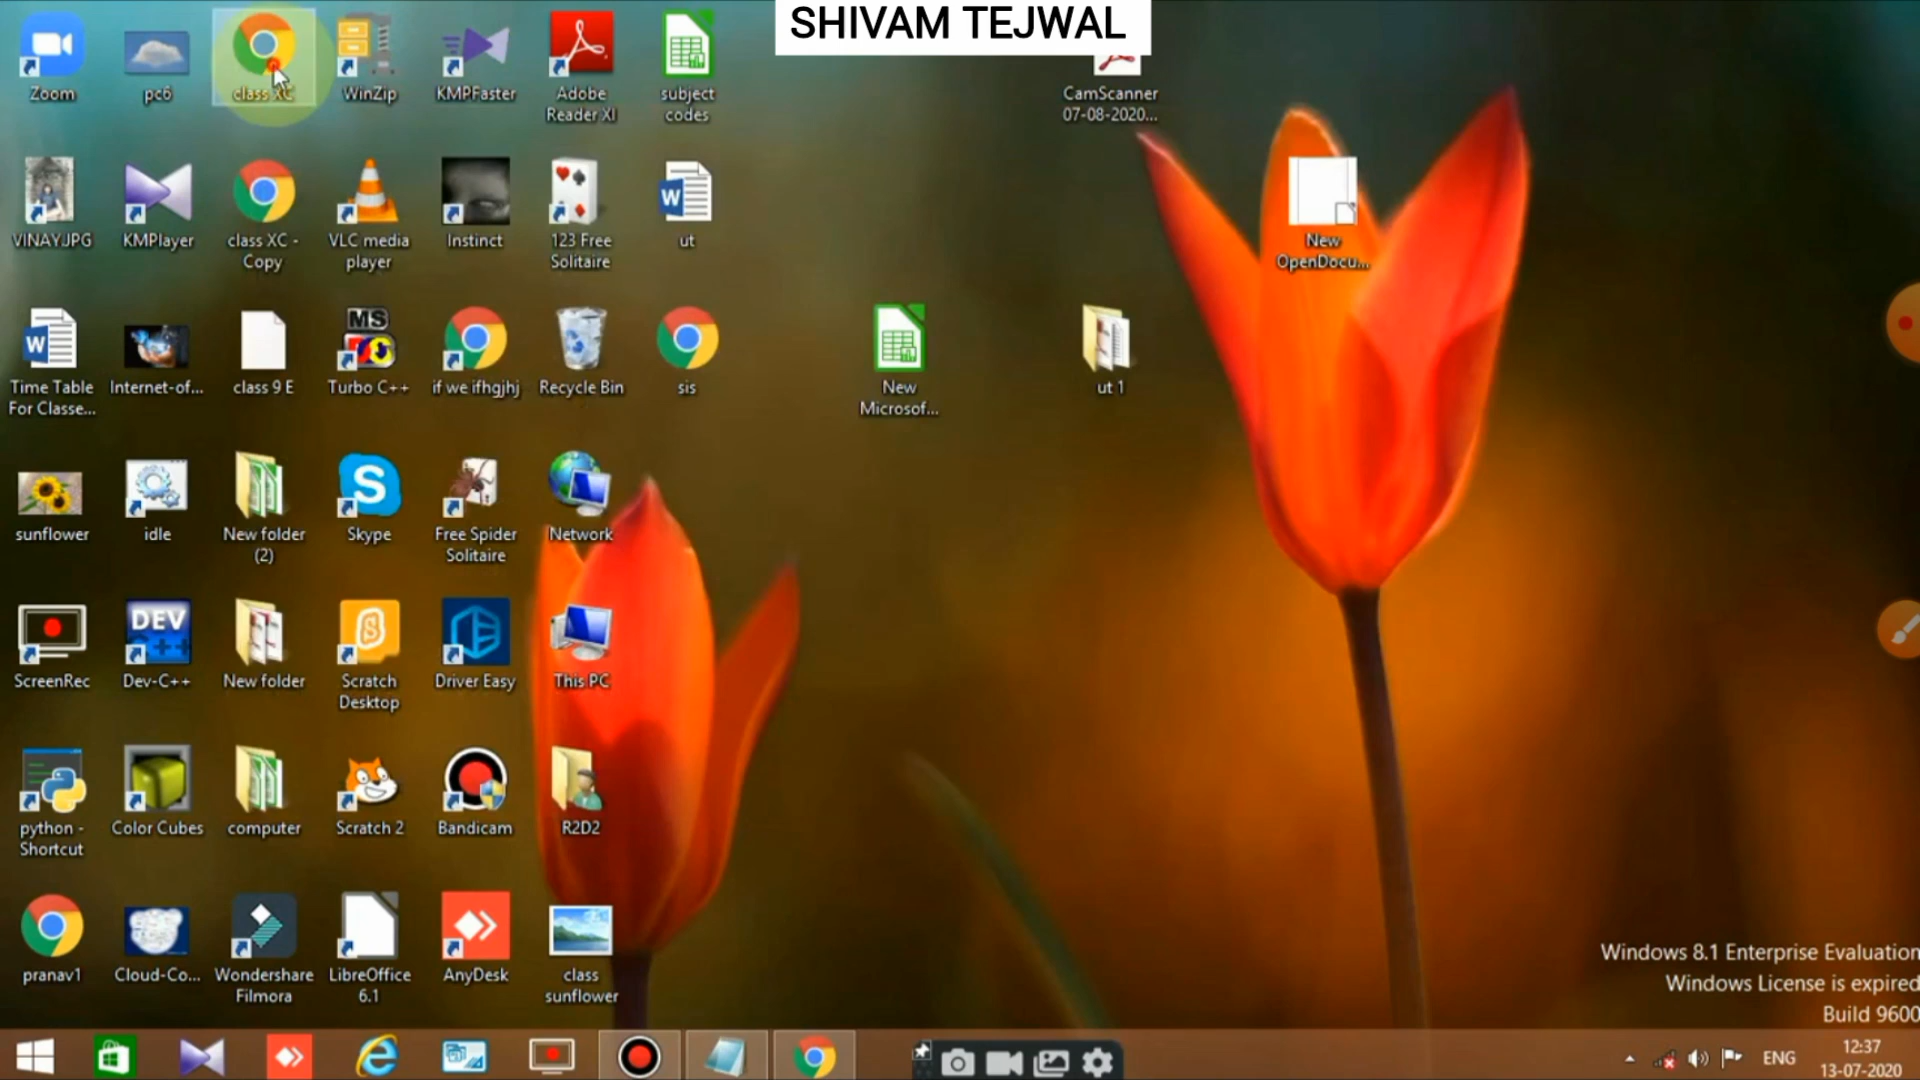 SHIVAM TEJWAL
Zoom
pc6
class XC
WinZip
KMPFaster
Adobe
Reader XI
subject
codes
CamScanner
07-08-2020...
VINAY.JPG
KMPlayer
class XC -
Copy
VLC media
player
Instinct
123 Free
Solitaire
W
ut
New
OpenDocu...
W
Time Table
For Classe...
Internet-of...
class 9 E
MS
Turbo C++
if we ifhgjhj
Recycle Bin
sis
New
Microsof...
ut 1
sunflower
idle
New folder
(2)
S
Skype
Free Spider
Solitaire
Network
ScreenRec
DEV
C++
Dev-C++
New folder
Scratch
Desktop
Driver Easy
This PC
python -
Shortcut
Color Cubes
computer
Scratch 2
Bandicam
R2D2
pranav1
Cloud-Co...
Wondershare
Filmora
LibreOffice
6.1
AnyDesk
class
sunflower
Windows 8.1 Enterprise Evaluation
Windows License is expired
Build 9600
ENG
12:37
13-07-2020